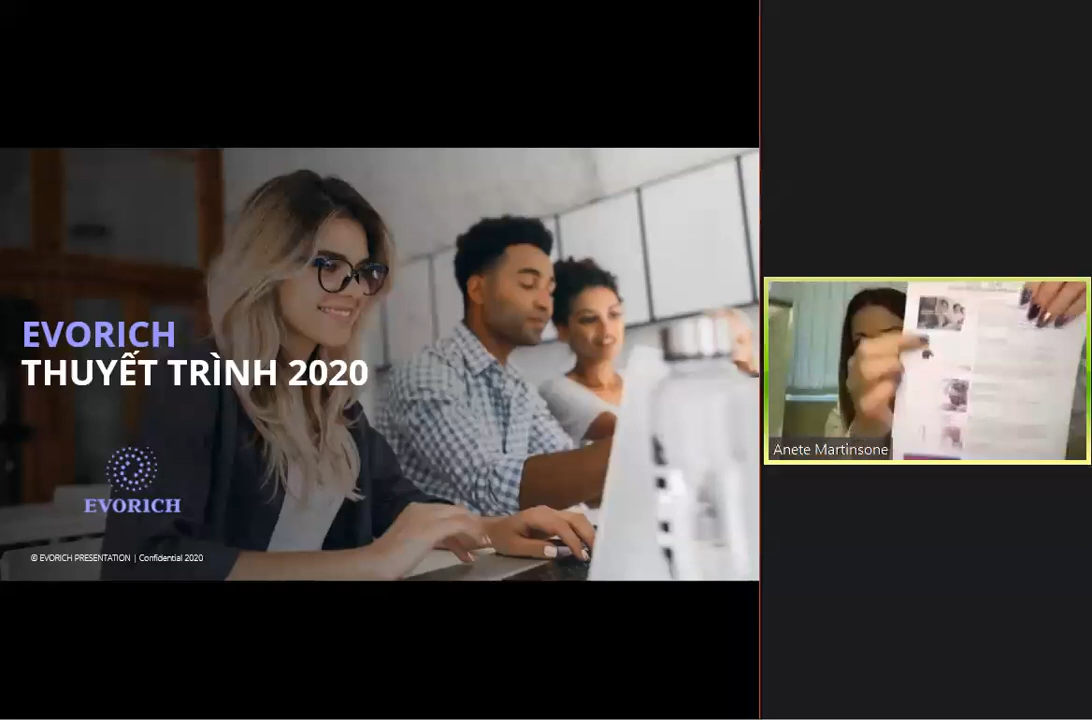 EVORICH
THUYẾT TRÌNH 2020
EVORICH
© EVORICH PRESENTATION | Confidential 2020
Anete Martinsone